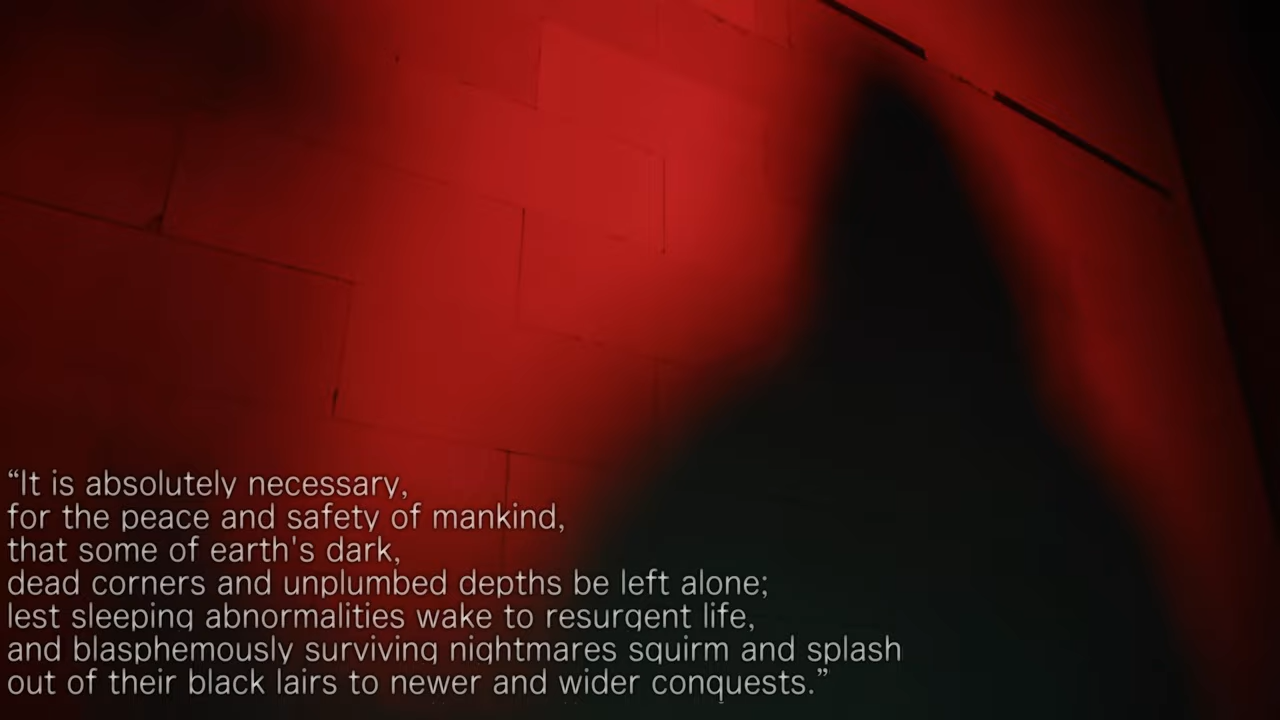 “It is absolutely necessary,
for the peace and safety of mankind,
that some of earth's dark,
dead corners and unplumbed depths be left alone;
lest sleeping abnormalities wake to resurgent life,
and blasphemously surviving nightmares squirm and splash
out of their black lairs to newer and wider conquests.”